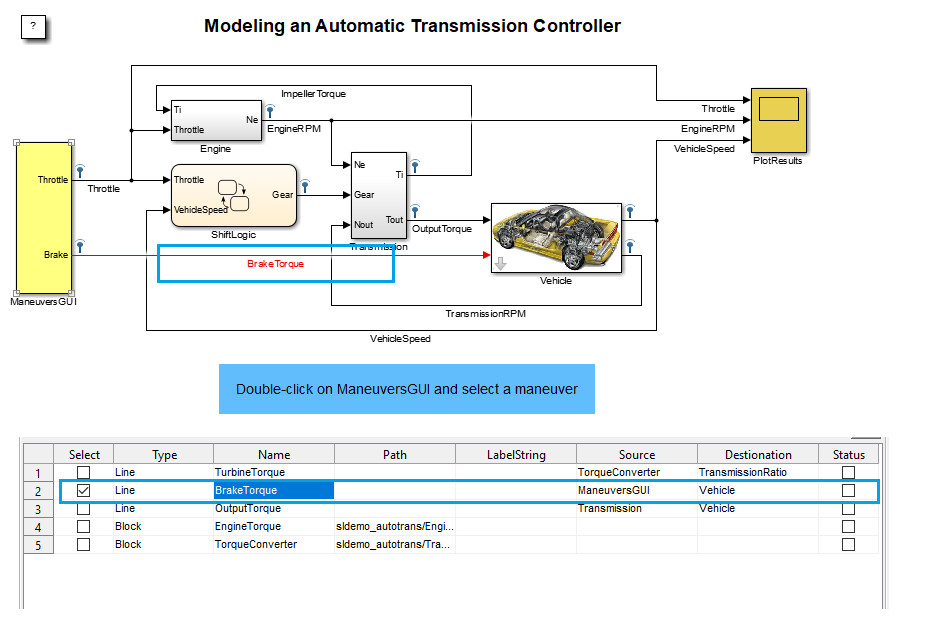 ?
Modeling an Automatic Transmission Controller
ImpellerTorque
Ti
Throttle
Ne
EngineRPM
Engine
Throttle
EngineRPM
VehicleSpeed
PlotResults
Throttle
Throttle
Brake
ManeuversGUI
Throttle
VehicleSpeed
Gear
ShiftLogic
Ne
Gear
Nout
Ti
Tout
Transmission
OutputTorque
BrakeTorque
Vehicle
TransmissionRPM
VehicleSpeed
Double-click on ManeuversGUI and select a maneuver
Select Type Name Path LabelString Source Destionation Status
1 Line TurbineTorque TorqueConverter TransmissionRatio
2 Line BrakeTorque ManeuversGUI Vehicle
3 Line OutputTorque Transmission Vehicle
4 Block EngineTorque sldemo_autotrans/Engi...
5 Block TorqueConverter sldemo_autotrans/Tra...